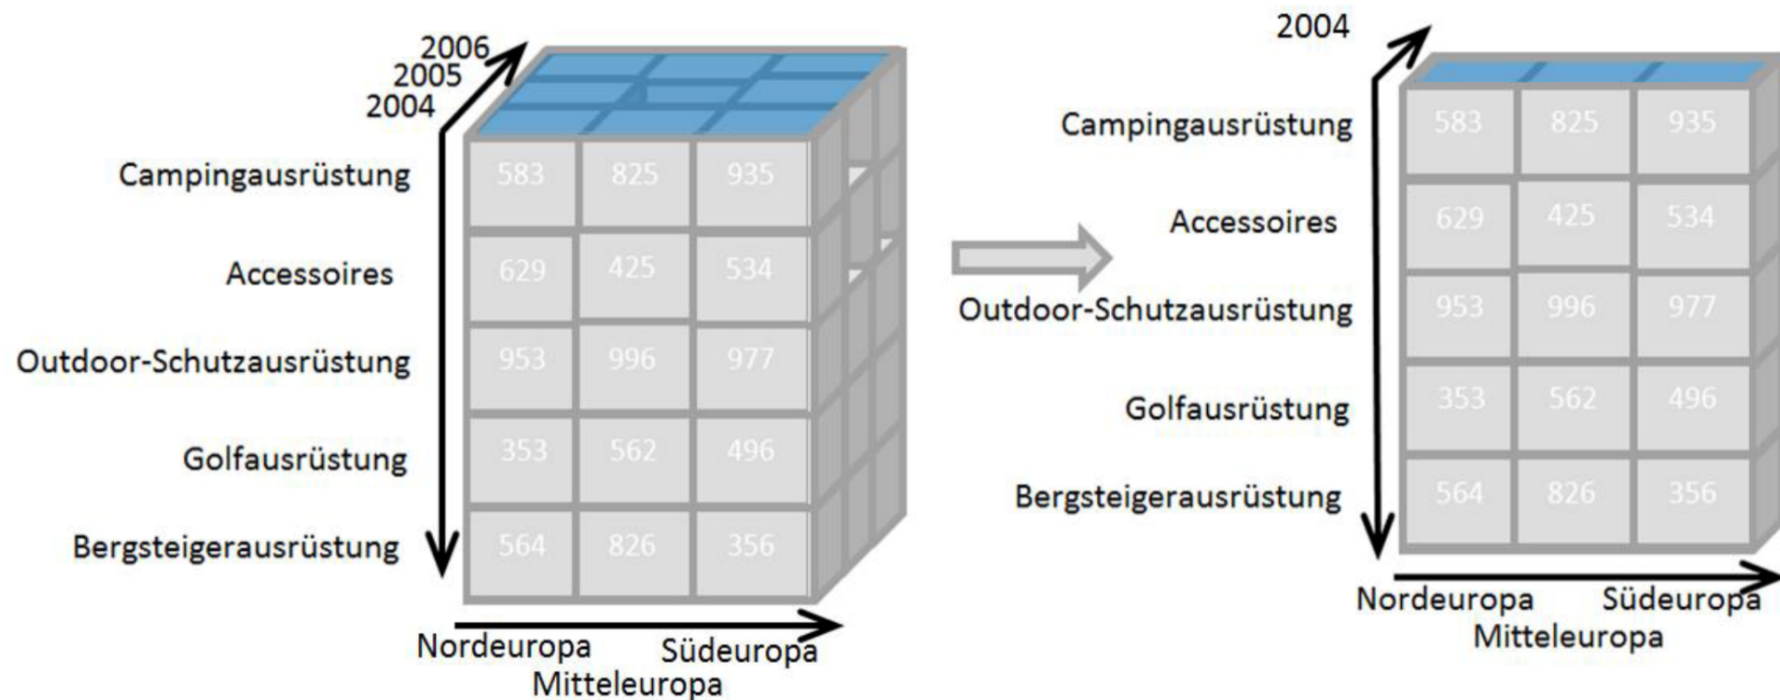 2006
2005
2004
Campingausrüstung 583 825 935
Accessoires 629 425 534
Outdoor-Schutzausrüstung 953 996 977
Golfausrüstung 353 562 496
Bergsteigerausrüstung 564 826 356
Nordeuropa Südeuropa
Mitteleuropa
2004
Campingausrüstung 583 825 935
Accessoires 629 425 534
Outdoor-Schutzausrüstung 953 996 977
Golfausrüstung 353 562 496
Bergsteigerausrüstung 564 826 356
Nordeuropa Südeuropa
Mitteleuropa